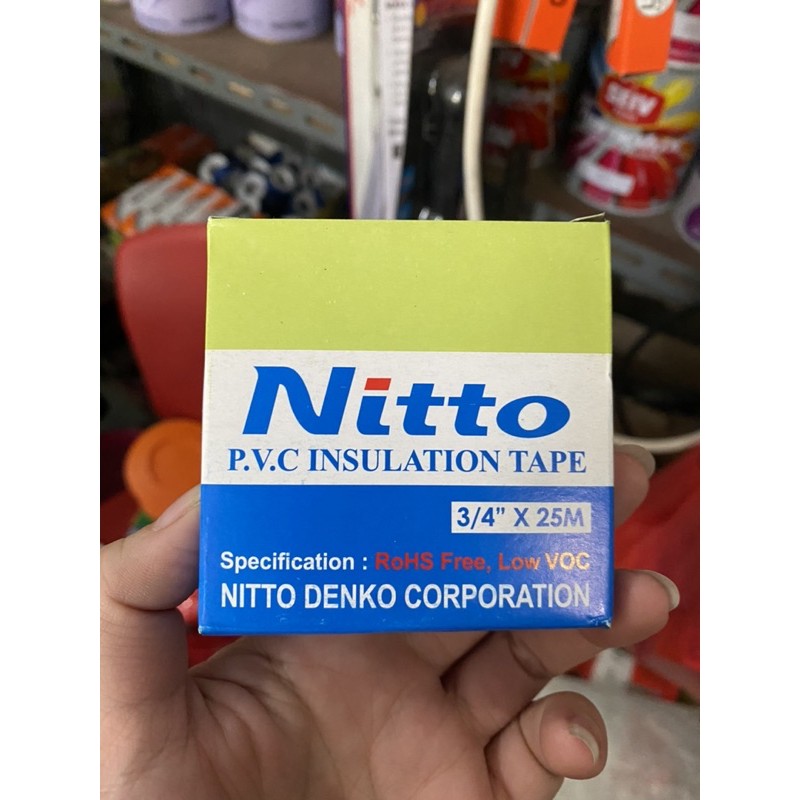 Nitto
P.V.C INSULATION TAPE
3/4” X 25M
Specification : RoHS Free, Low VOC
NITTO DENKO CORPORATION